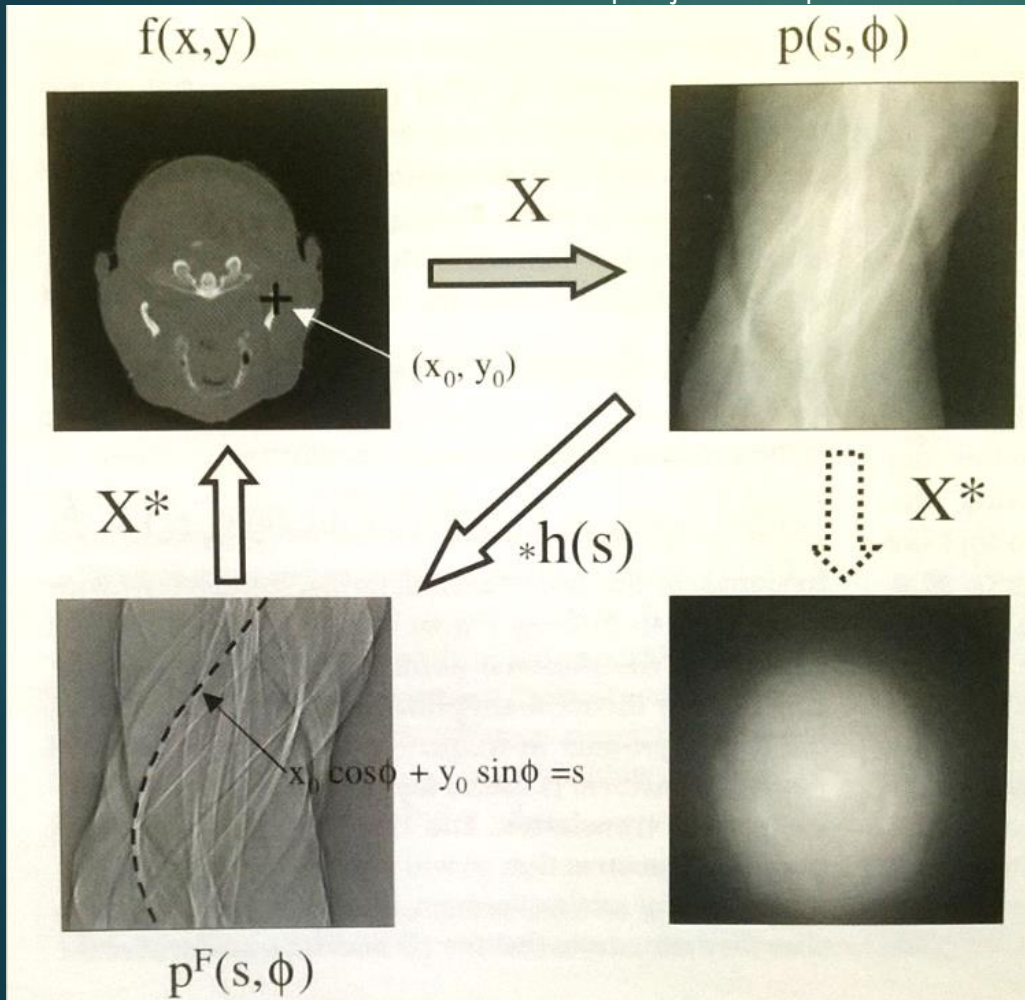 f(x,y)
p(s,ϕ)
X
(x₀, y₀)
X*
*h(s)
X*
x₀ cosϕ + y₀ sinϕ =s
pᶠ(s,ϕ)